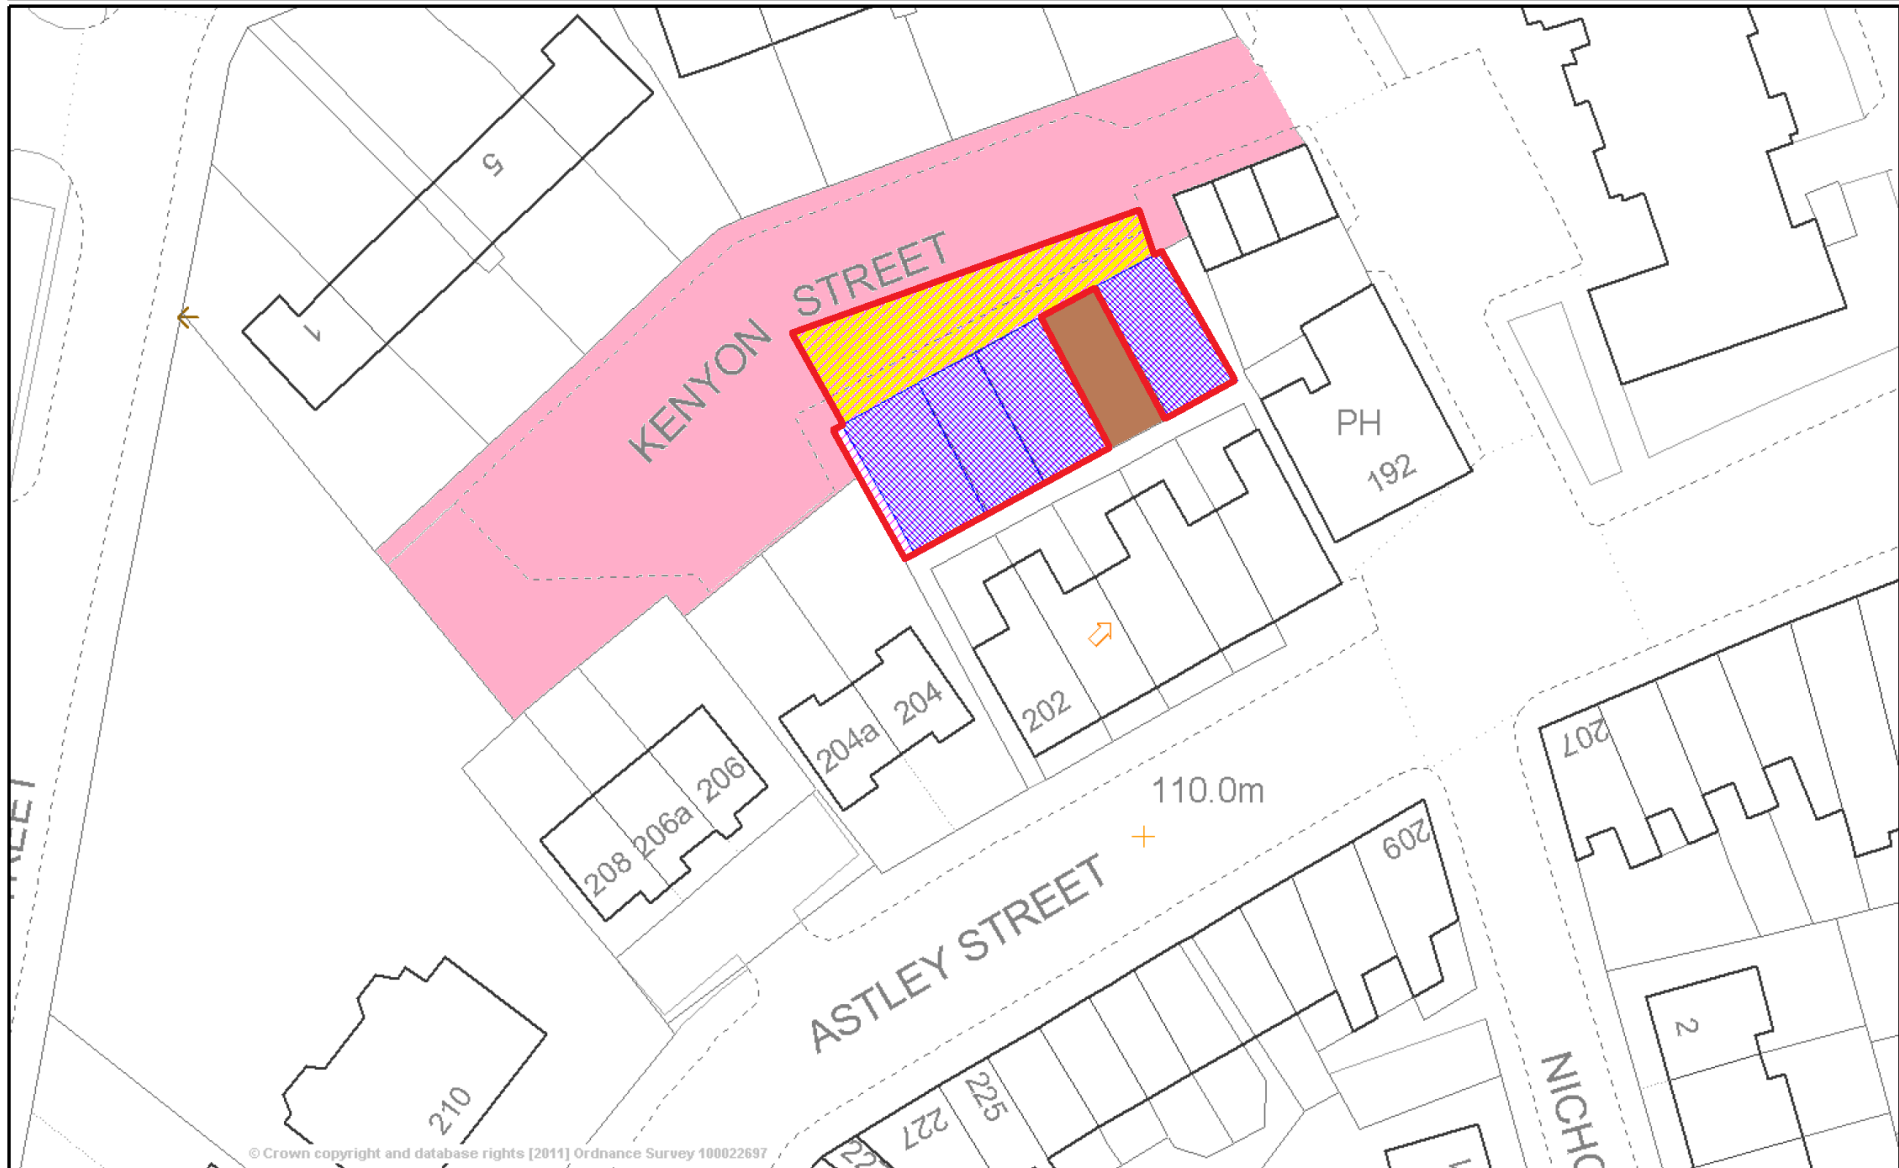 5
1
KENYON STREET
PH
192
202
204
204a
206
206a
208
110.0m
207
209
ASTLEY STREET
2
225
227
210
NICHO
© Crown copyright and database rights [2011] Ordnance Survey 100022697